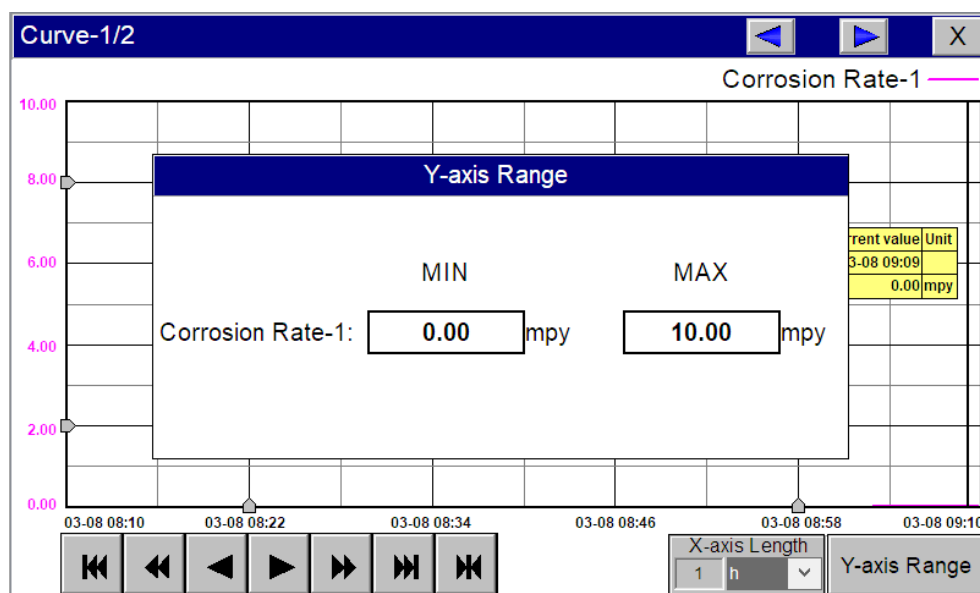 Curve-1/2 X
Corrosion Rate-1
10.00
8.00
6.00
4.00
2.00
0.00
Y-axis Range
MIN MAX
Corrosion Rate-1: 0.00 mpy 10.00 mpy
value Unit
09:09
0.00 mpy
03-08 08:10 03-08 08:22 03-08 08:34 03-08 08:46 03-08 08:58 03-08 09:10
X-axis Length
1 h
Y-axis Range